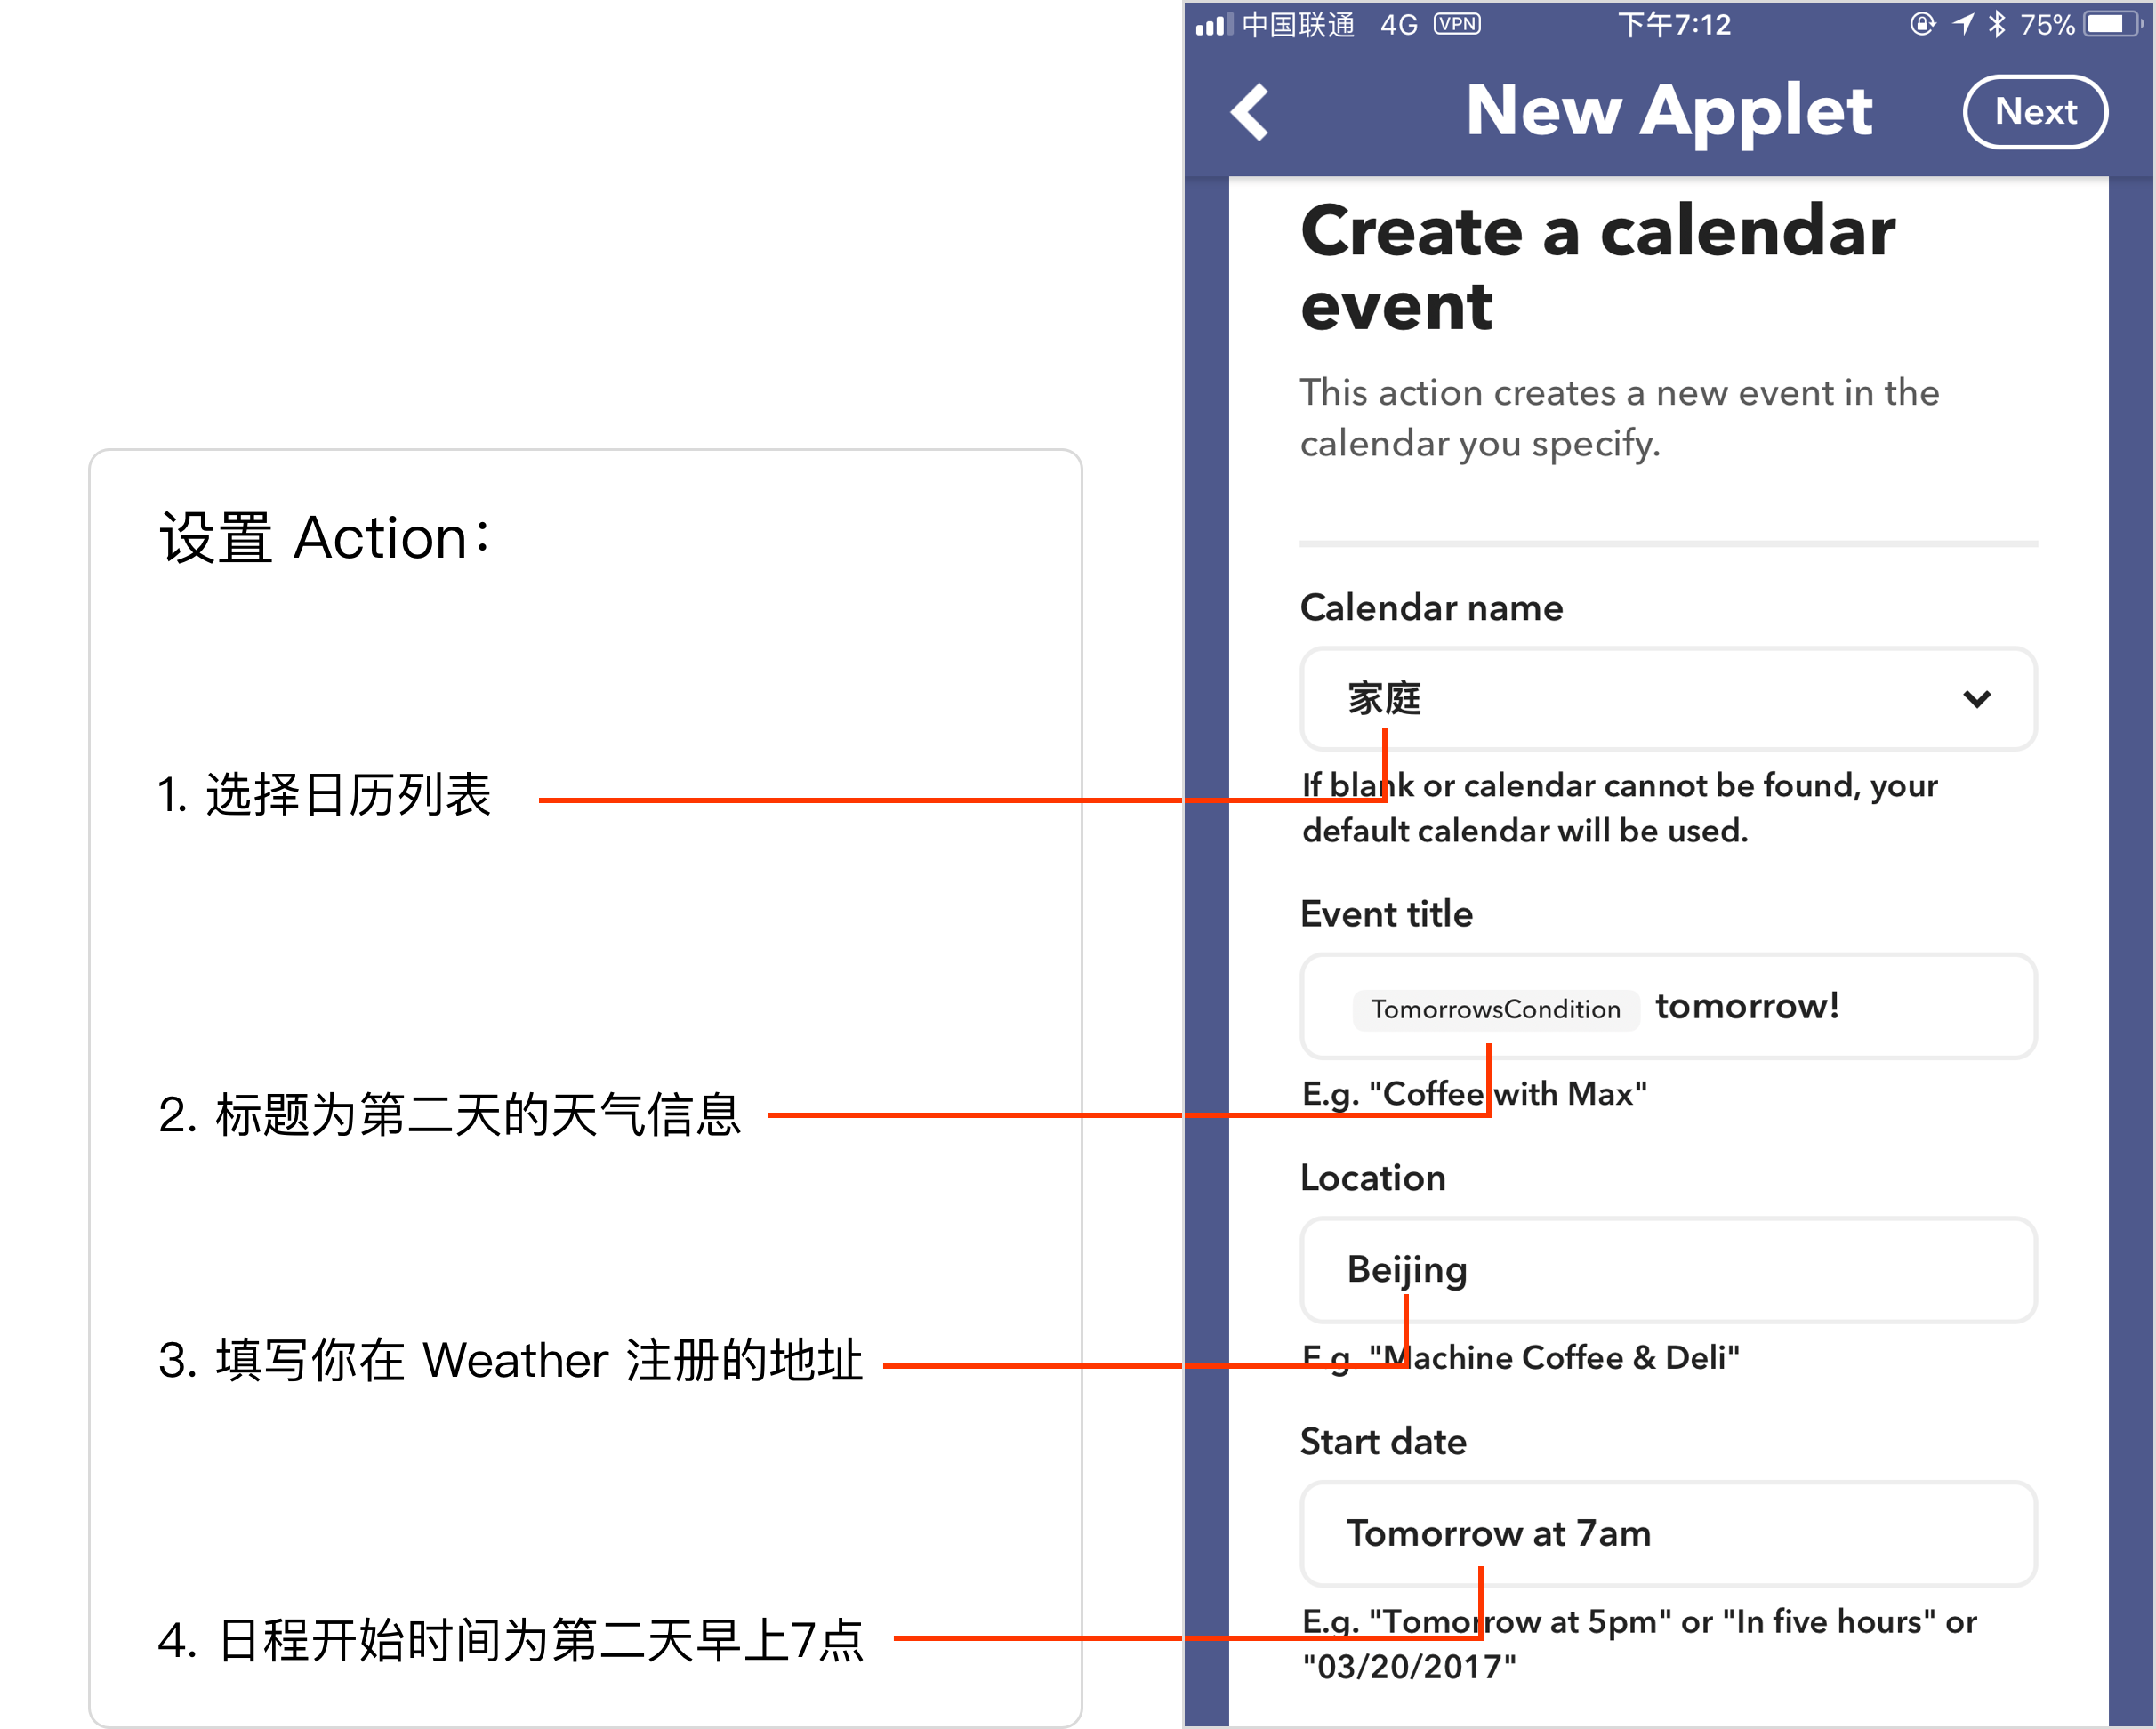 设置 Action：
1. 选择日历列表
2. 标题为第二天的天气信息
3. 填写你在 Weather 注册的地址
4. 日程开始时间为第二天早上7点
中国联通 4G VPN 下午7:12 75%
New Applet Next
Create a calendar
event
This action creates a new event in the
calendar you specify.
Calendar name
家庭
If blank or calendar cannot be found, your
default calendar will be used.
Event title
TomorrowsCondition tomorrow!
E.g. "Coffee with Max"
Location
Beijing
E.g. "Machine Coffee & Deli"
Start date
Tomorrow at 7am
E.g. "Tomorrow at 5pm" or "In five hours" or
"03/20/2017"